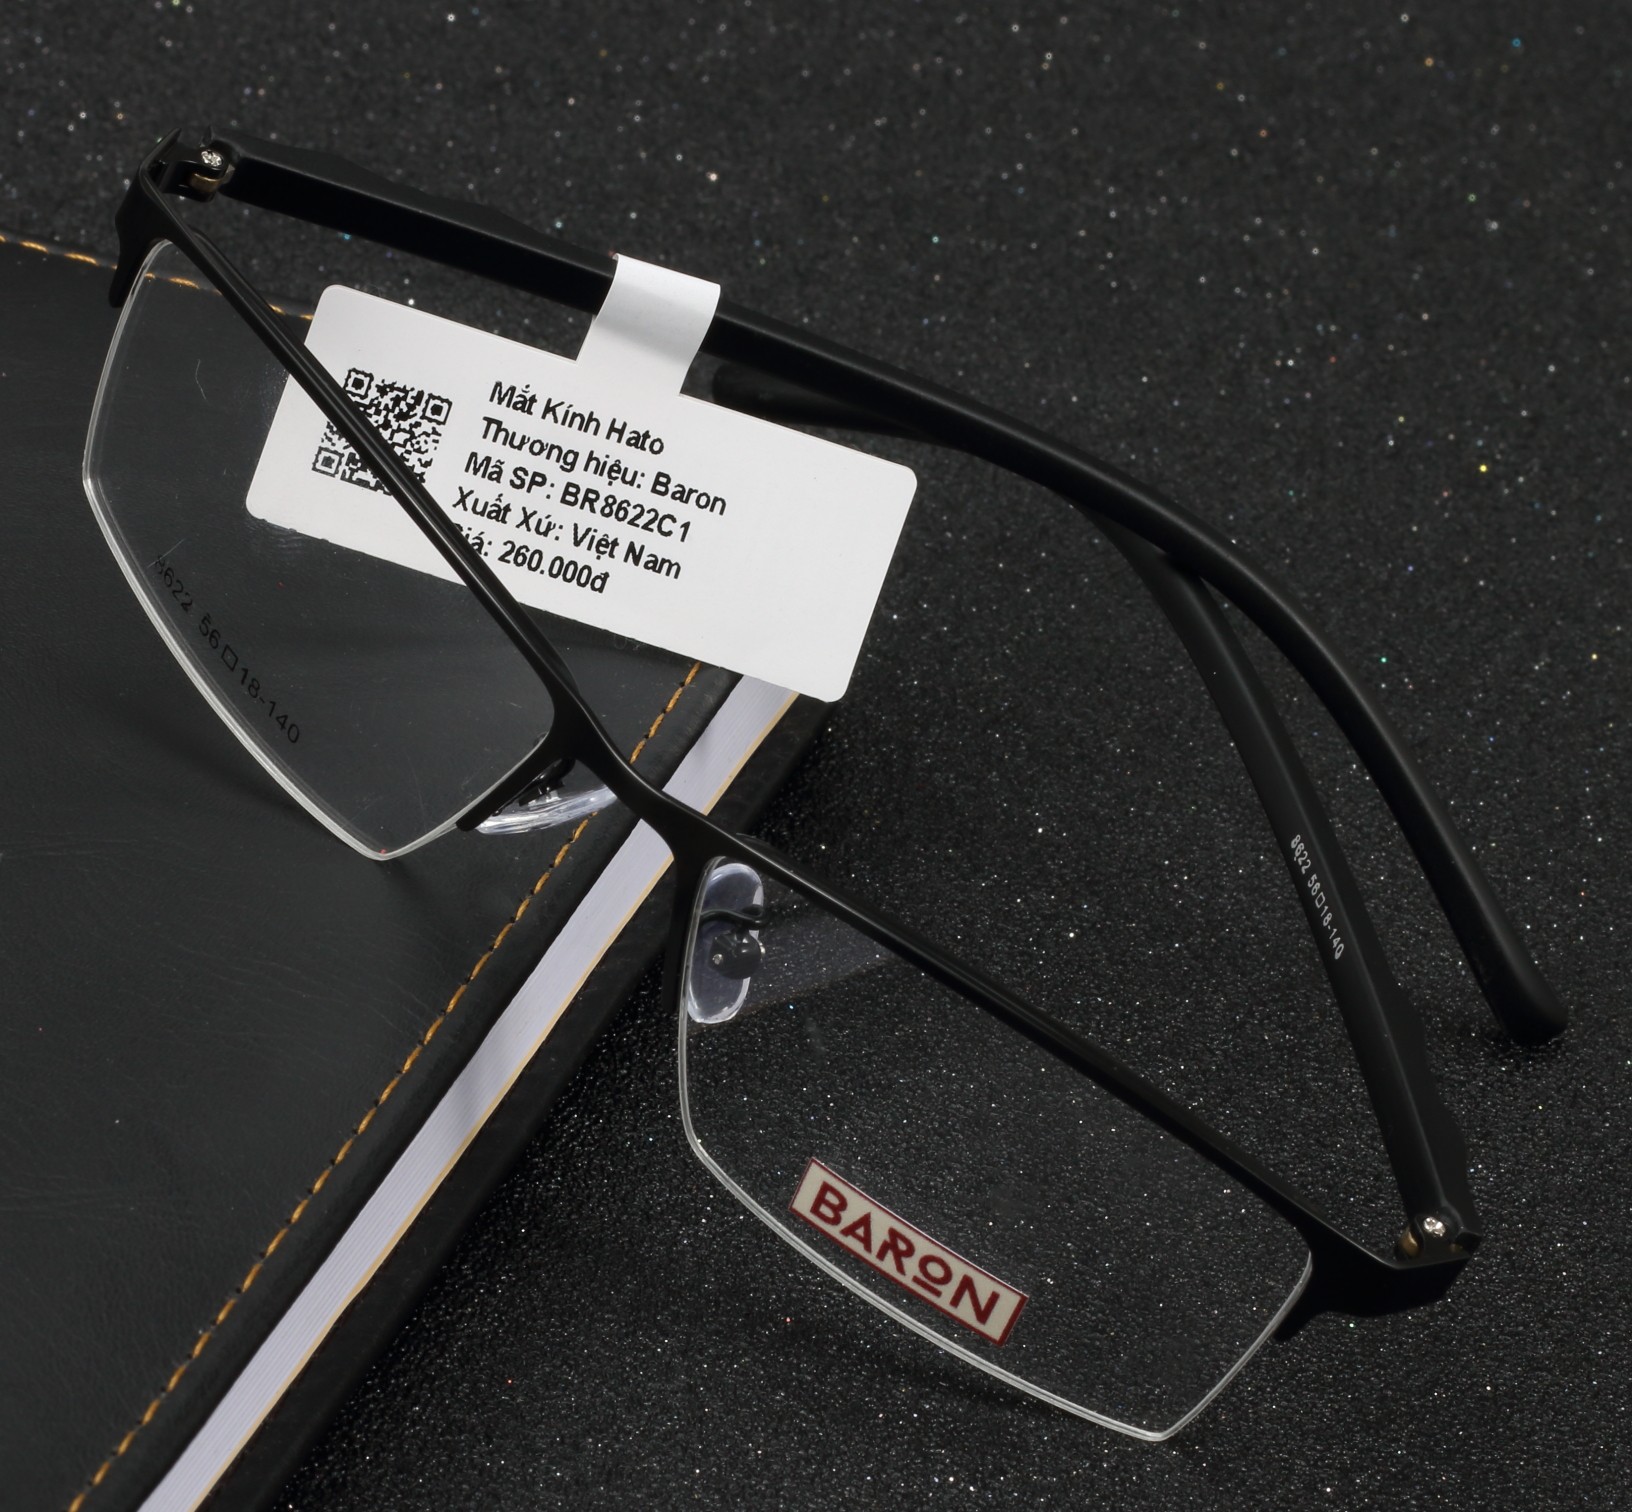 Mắt Kính Hato
Thương hiệu: Baron
Mã SP: BR8622C1
Xuất Xứ: Việt Nam
Giá: 260.000đ
8622 56□18-140
8622 56□18-140
BARON